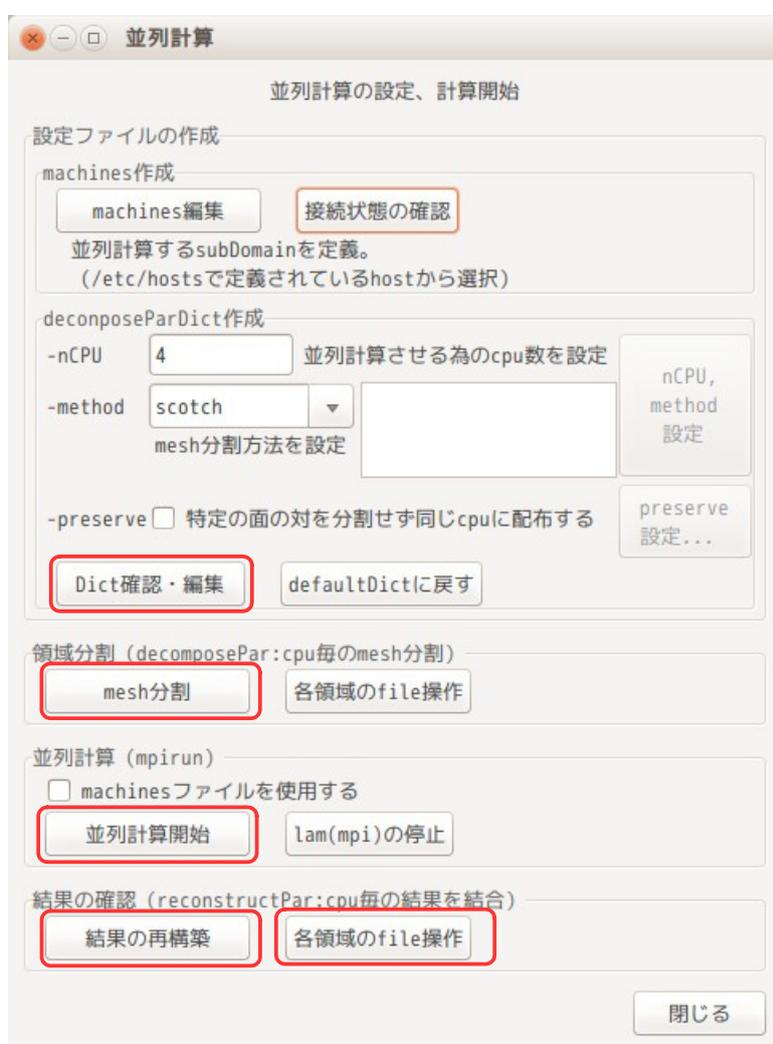 並列計算
並列計算の設定、計算開始
設定ファイルの作成
machines作成
machines編集 接続状態の確認
並列計算するsubDomainを定義。
(/etc/hostsで定義されているhostから選択)
deconposeParDict作成
-nCPU 4 並列計算させる為のcpu数を設定
nCPU,
method
設定
-method scotch
mesh分割方法を設定
-preserve 特定の面の対を分割せず同じcpuに配布する
preserve
設定...
Dict確認・編集 defaultDictに戻す
領域分割 (decomposePar:cpu毎のmesh分割)
mesh分割 各領域のfile操作
並列計算 (mpirun)
machinesファイルを使用する
並列計算開始 lam(mpi)の停止
結果の確認 (reconstructPar:cpu毎の結果を結合)
結果の再構築 各領域のfile操作
閉じる